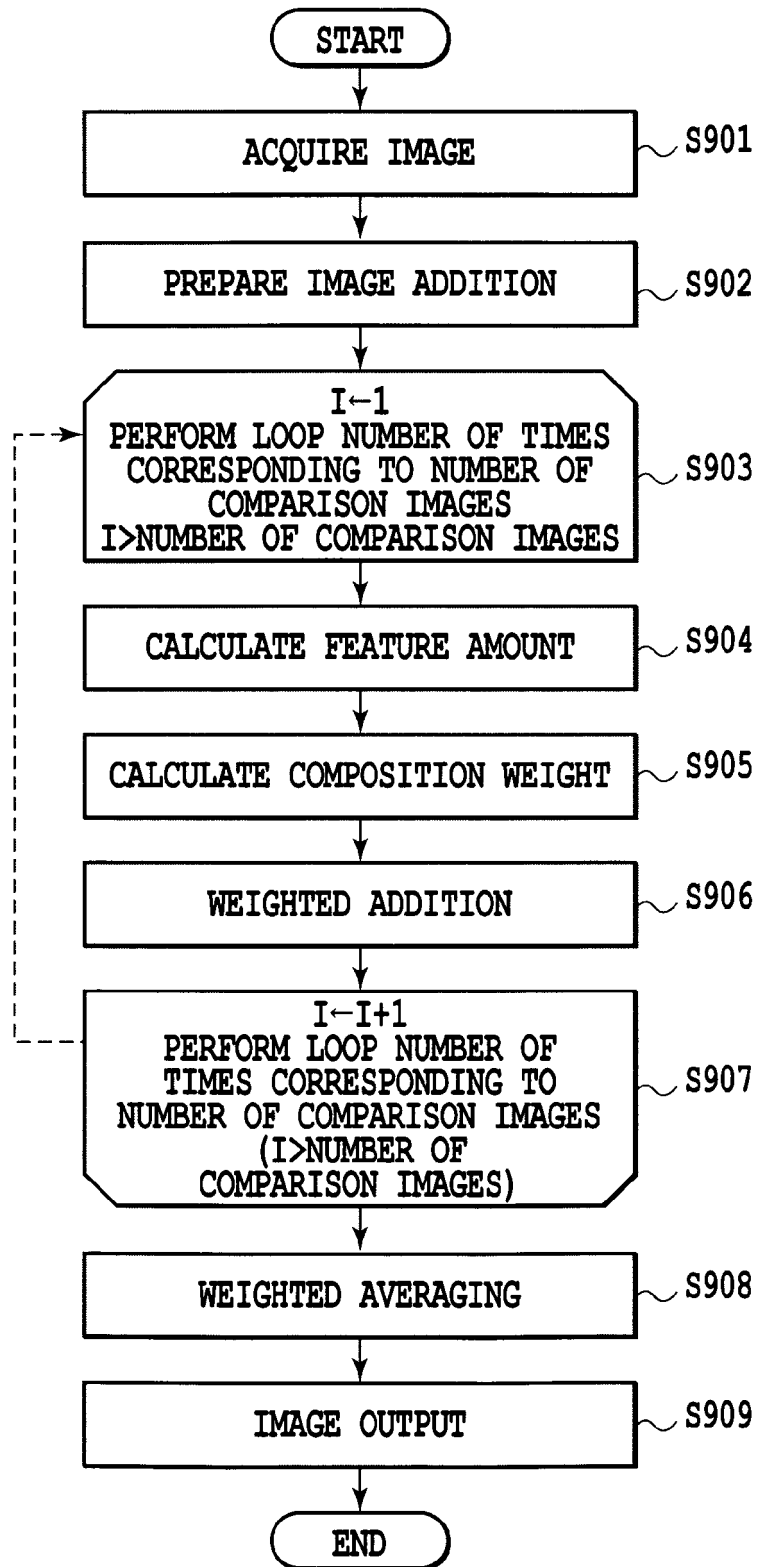 START
ACQUIRE IMAGE
S901
PREPARE IMAGE ADDITION
S902
I←1
PERFORM LOOP NUMBER OF TIMES
CORRESPONDING TO NUMBER OF
COMPARISON IMAGES
I>NUMBER OF COMPARISON IMAGES
S903
CALCULATE FEATURE AMOUNT
S904
CALCULATE COMPOSITION WEIGHT
S905
WEIGHTED ADDITION
S906
I←I+1
PERFORM LOOP NUMBER OF
TIMES CORRESPONDING TO
NUMBER OF COMPARISON IMAGES
(I>NUMBER OF
COMPARISON IMAGES)
S907
WEIGHTED AVERAGING
S908
IMAGE OUTPUT
S909
END